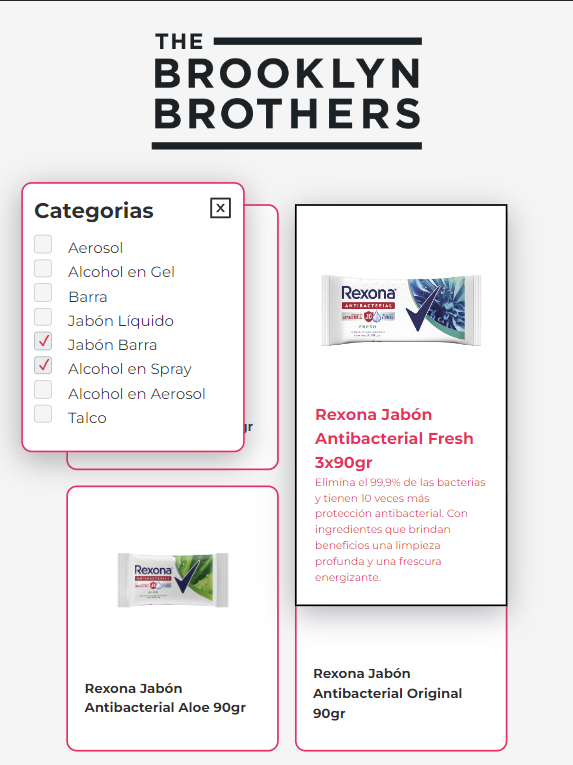 THE
BROOKLYN
BROTHERS
Categorias
X
Aerosol
Alcohol en Gel
Barra
Jabón Líquido
Jabón Barra
Alcohol en Spray
Alcohol en Aerosol
Talco
gr
Rexona
ANTIBACTERIAL
FRESH
Rexona Jabón
Antibacterial Fresh
3x90gr
Elimina el 99,9% de las bacterias
y tienen 10 veces más
protección antibacterial. Con
ingredientes que brindan
beneficios una limpieza
profunda y una frescura
energizante.
Rexona
ANTIBACTERIAL
ALOE
Rexona Jabón
Antibacterial Aloe 90gr
Rexona Jabón
Antibacterial Original
90gr